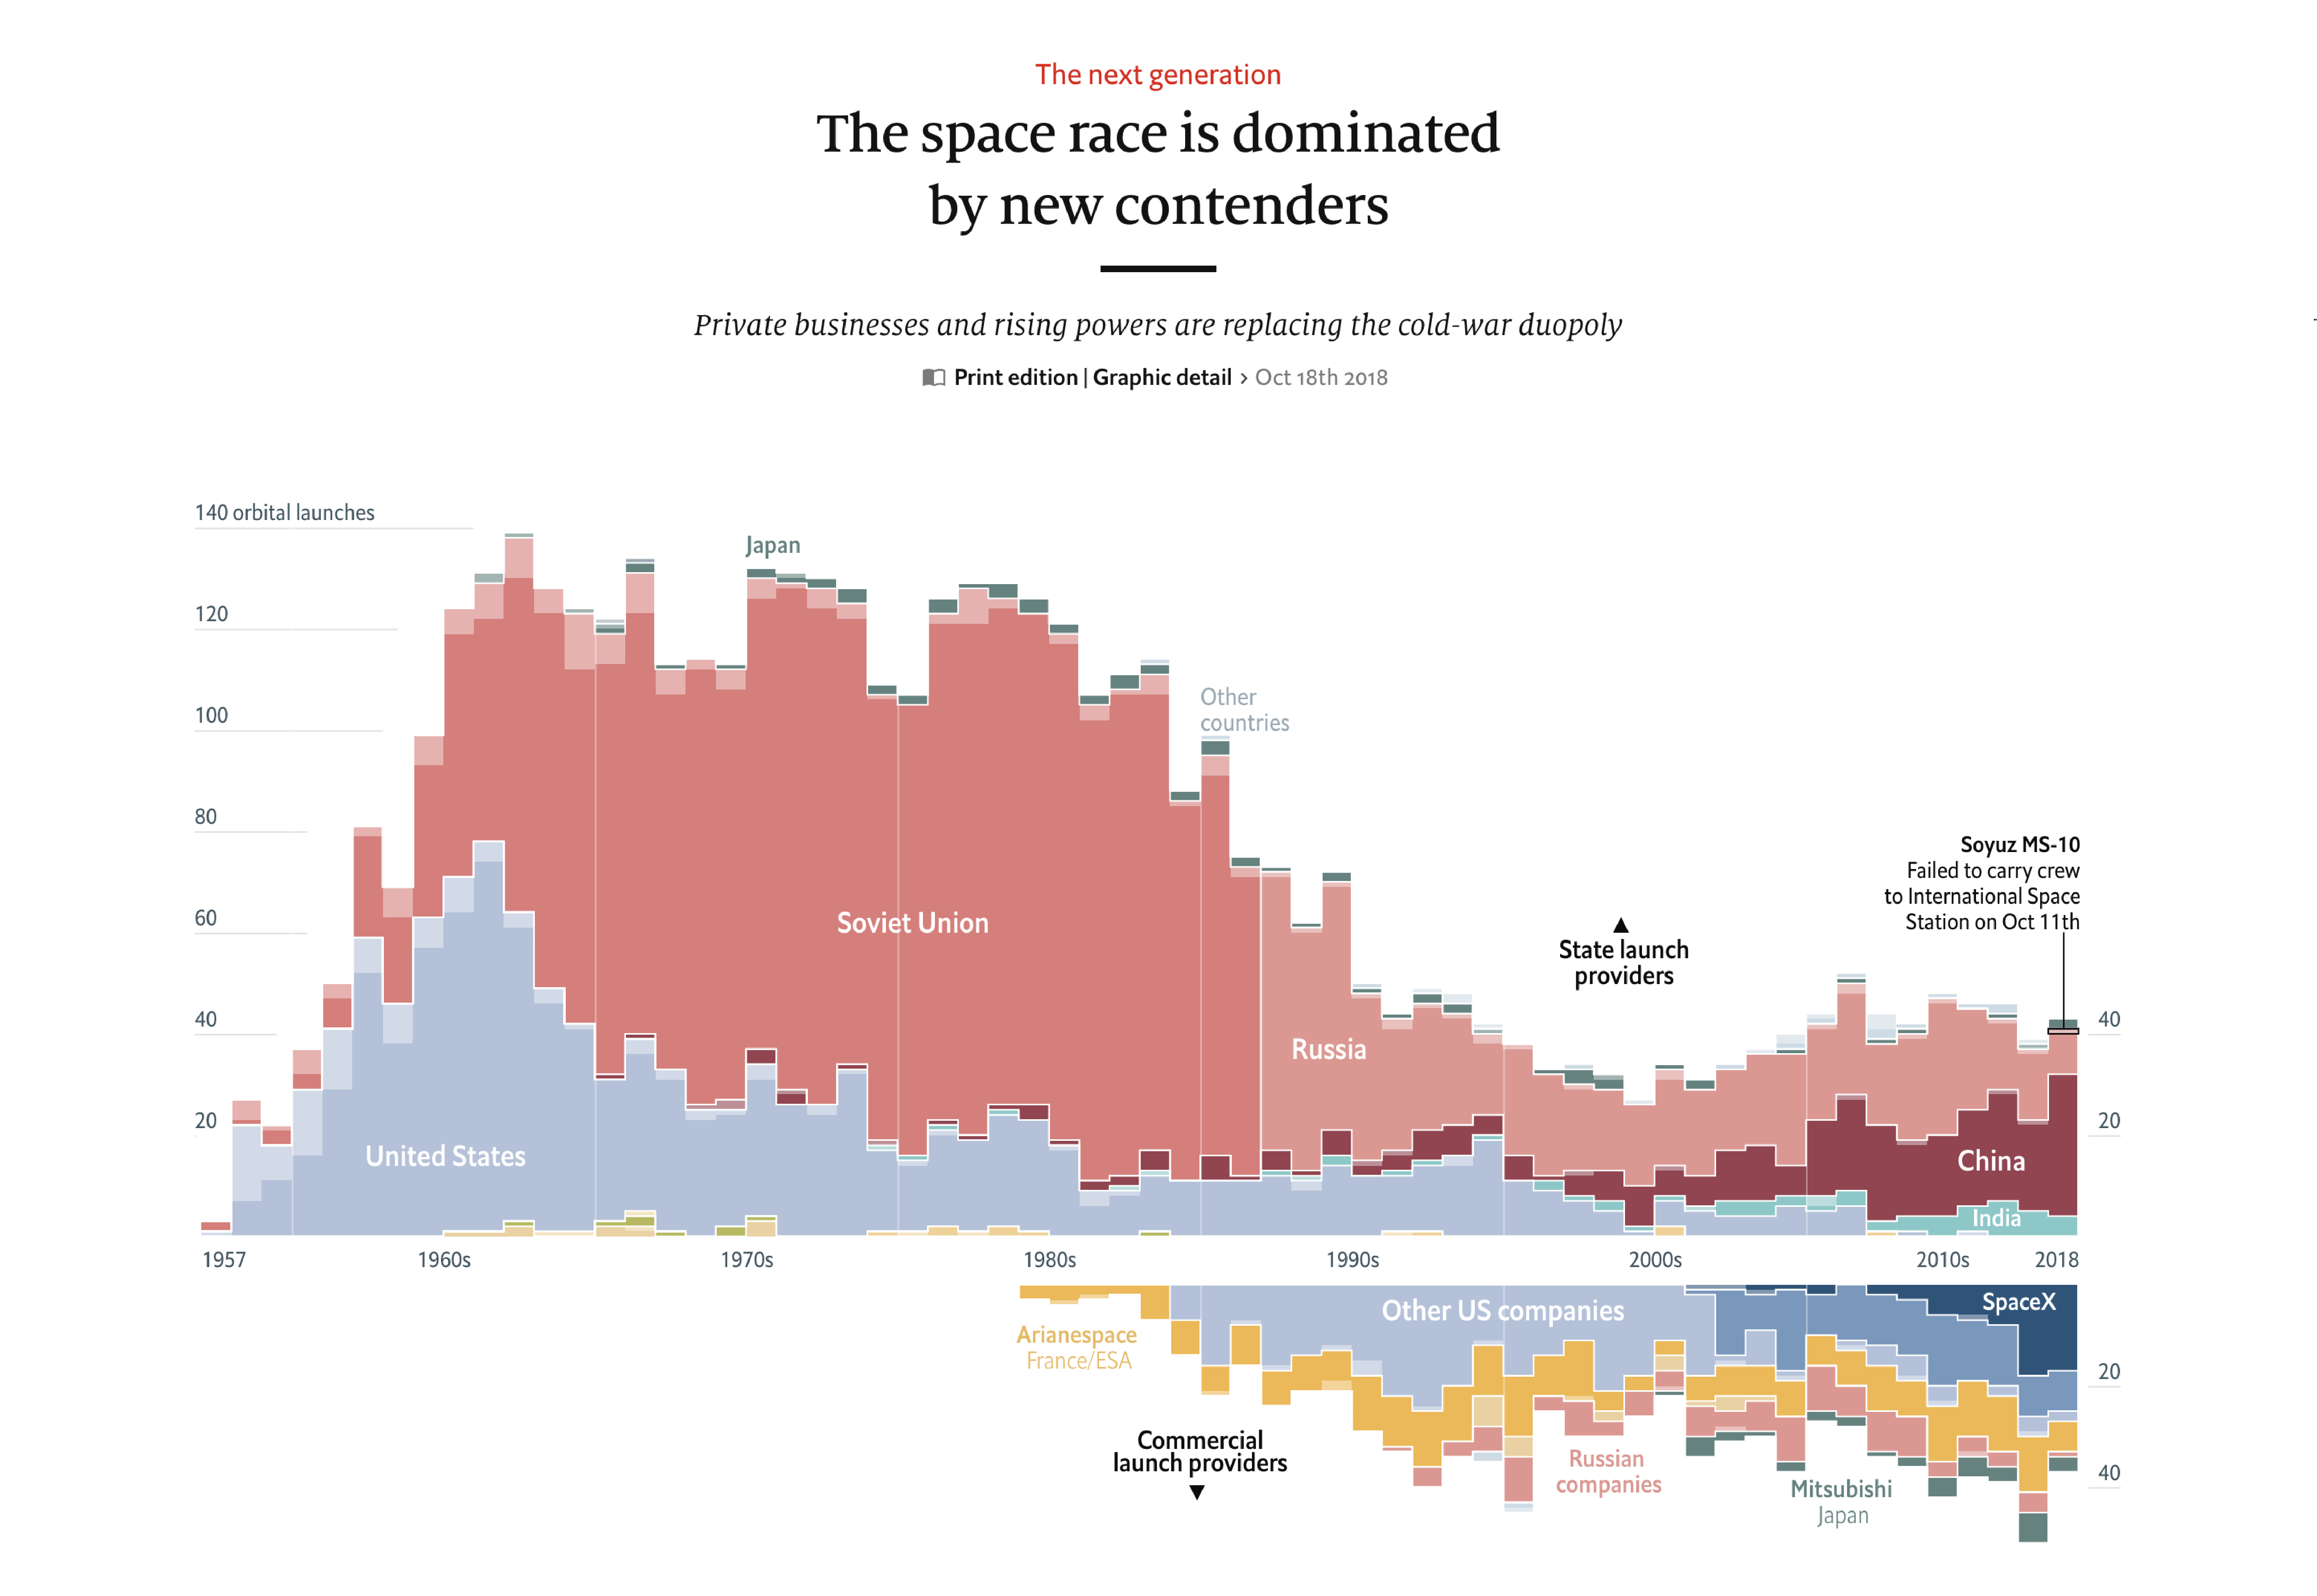 The next generation
The space race is dominated
by new contenders
Private businesses and rising powers are replacing the cold-war duopoly
Print edition | Graphic detail › Oct 18th 2018
140 orbital launches
120
100
80
60
40
20
Japan
Other
countries
Soviet Union
United States
Russia
▲
State launch
providers
Soyuz MS-10
Failed to carry crew
to International Space
Station on Oct 11th
40
20
China
India
1957
1960s
1970s
1980s
1990s
2000s
2010s
2018
SpaceX
Other US companies
Arianespace
France/ESA
Commercial
launch providers
▼
Russian
companies
Mitsubishi
Japan
20
40